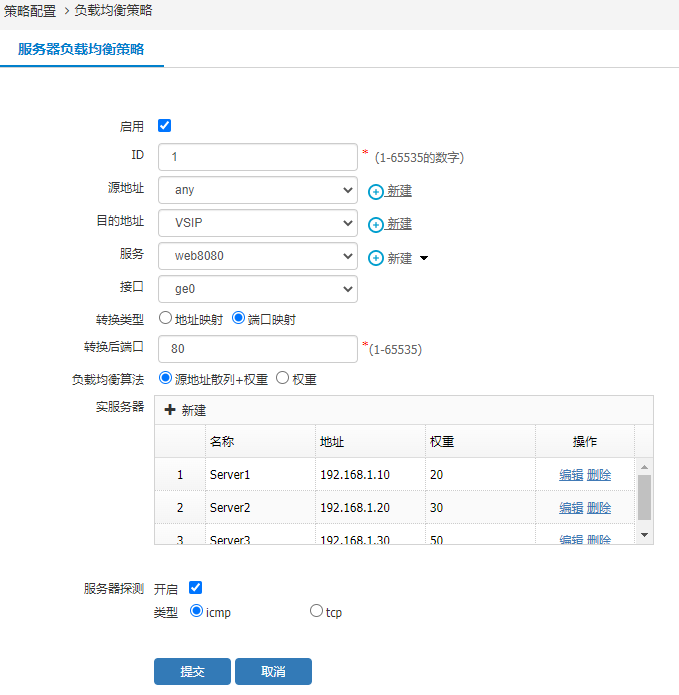 策略配置 > 负载均衡策略
服务器负载均衡策略
启用
ID 1 * (1-65535的数字)
源地址 any 新建
目的地址 VSIP 新建
服务 web8080 新建
接口 ge0
转换类型 地址映射 端口映射
转换后端口 80 *(1-65535)
负载均衡算法 源地址散列+权重 权重
实服务器 新建
名称 地址 权重 操作
1 Server1 192.168.1.10 20 编辑 删除
2 Server2 192.168.1.20 30 编辑 删除
3 Server3 192.168.1.30 50 编辑 删除
服务器探测 开启
类型 icmp tcp
提交 取消